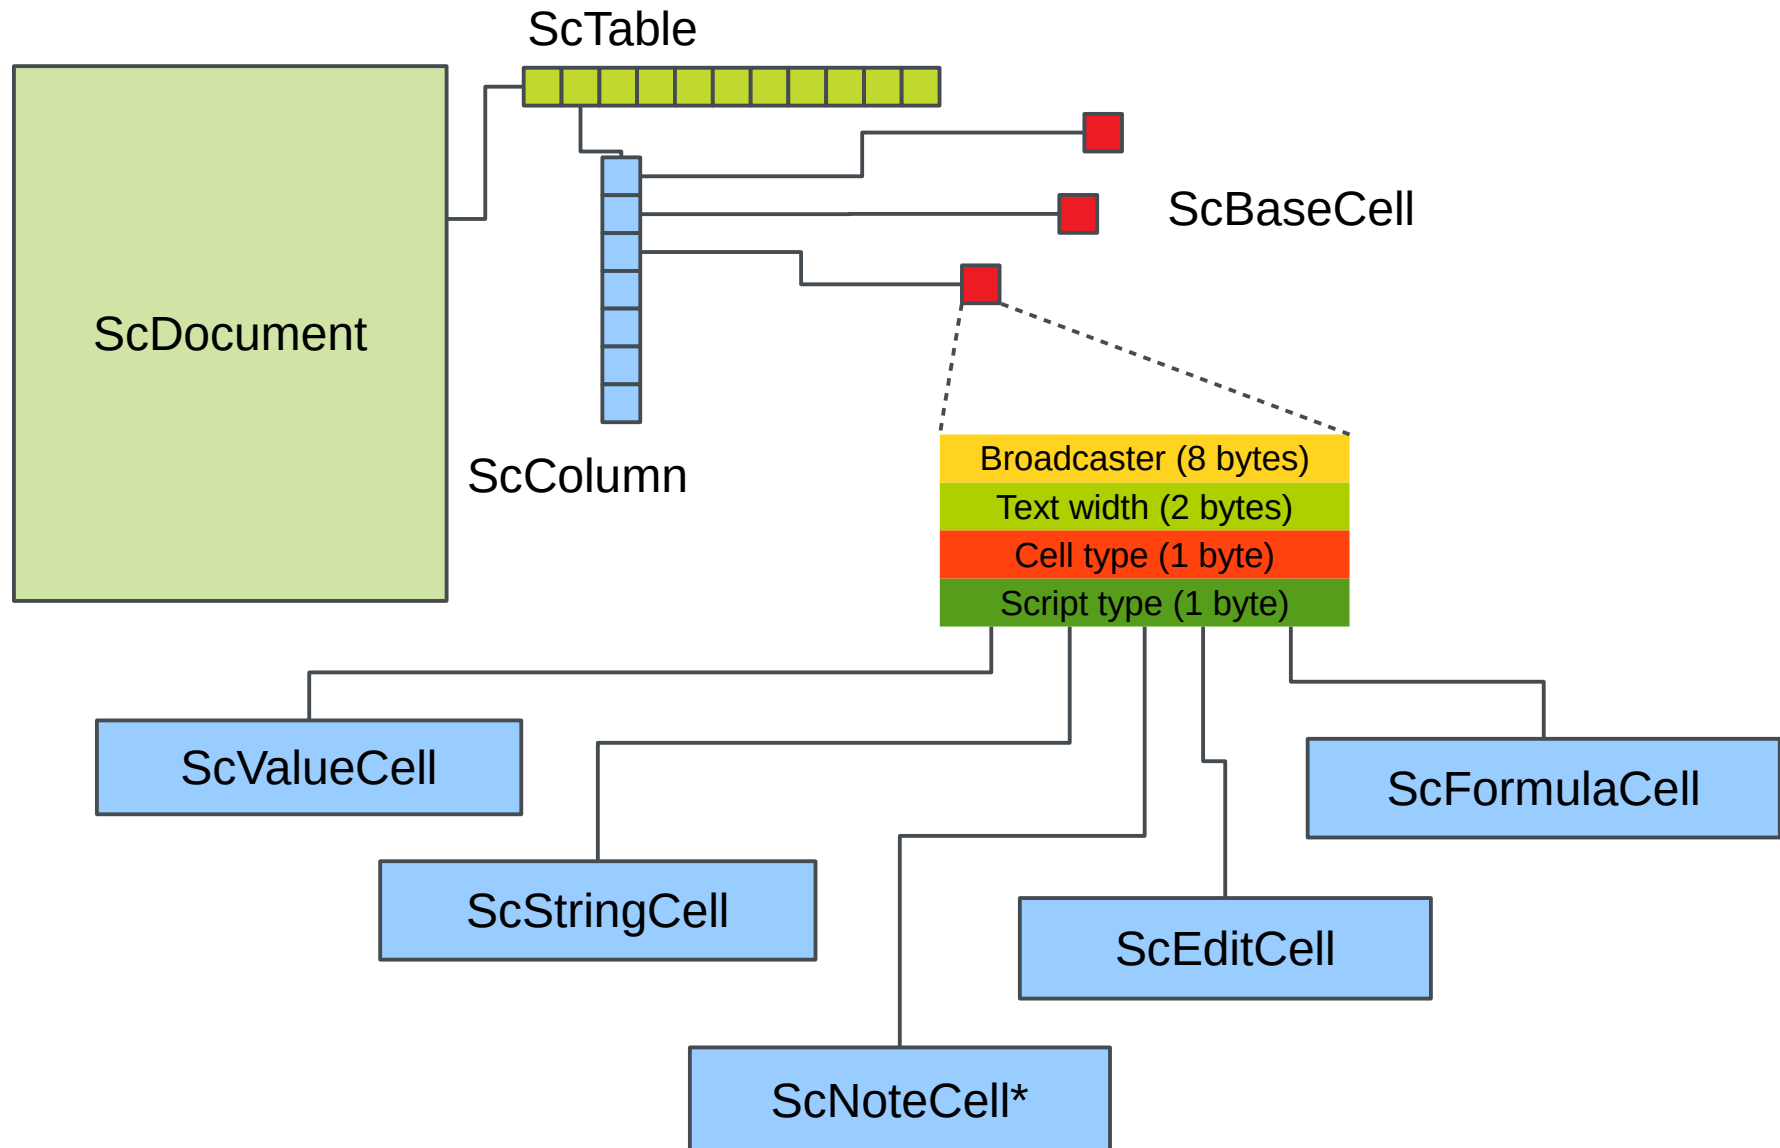 ScTable
ScBaseCell
ScDocument
ScColumn
Broadcaster (8 bytes)
Text width (2 bytes)
Cell type (1 byte)
Script type (1 byte)
ScValueCell
ScFormulaCell
ScStringCell
ScEditCell
ScNoteCell*